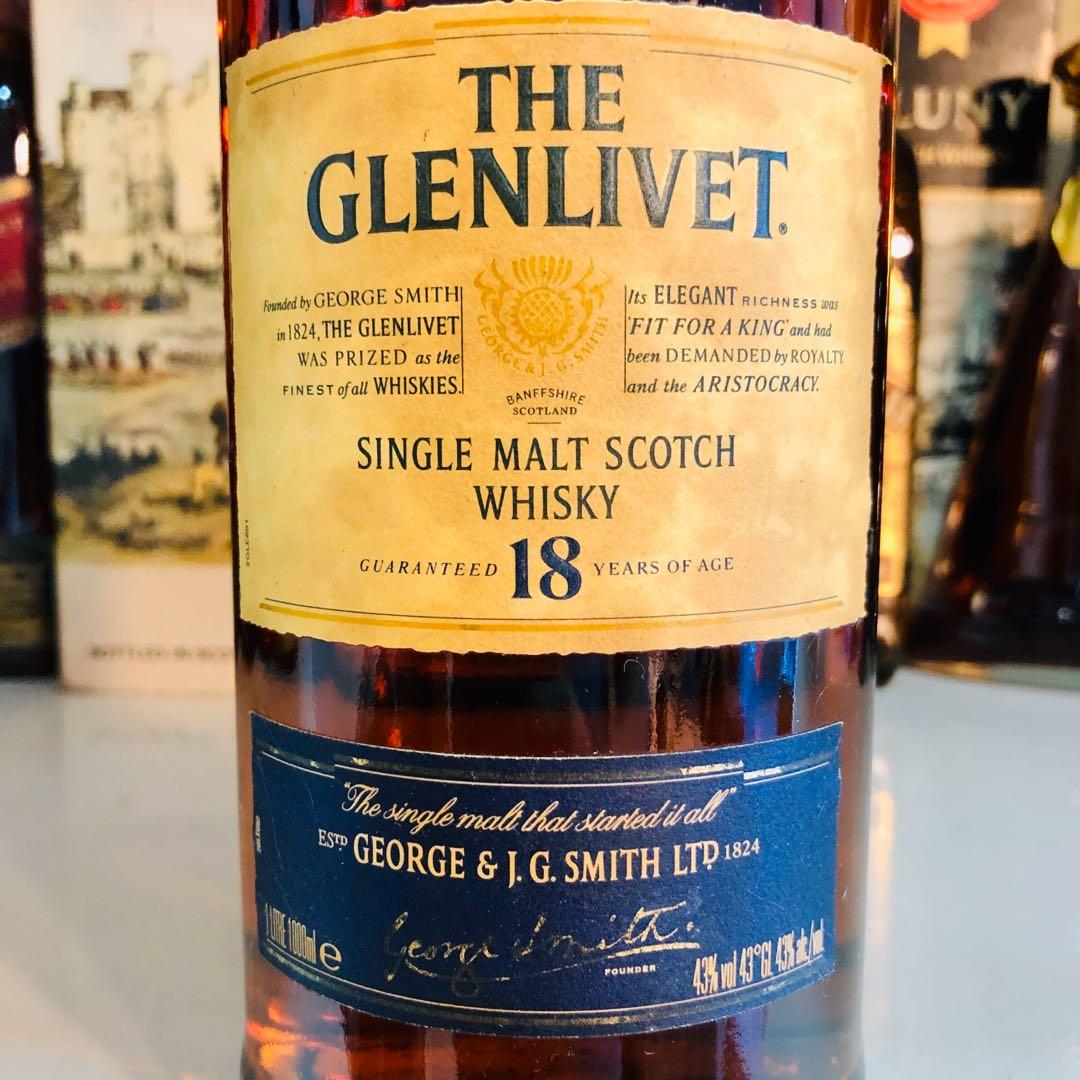 THE
GLENLIVET.
Founded by GEORGE SMITH
in 1824, THE GLENLIVET
WAS PRIZED as the
FINEST of all WHISKIES.
Its ELEGANT RICHNESS was
'FIT FOR A KING' and had
been DEMANDED by ROYALTY
and the ARISTOCRACY.
GEORGE & J. G. SMITH
BANFFSHIRE
SCOTLAND
SINGLE MALT SCOTCH
WHISKY
GUARANTEED 18 YEARS OF AGE
"The single malt that started it all"
ESTD GEORGE & J. G. SMITH LTD 1824
1 LITRE 1000ml e
George Smith.
FOUNDER
43% vol 43°GL 43% alc./vol
LUNY